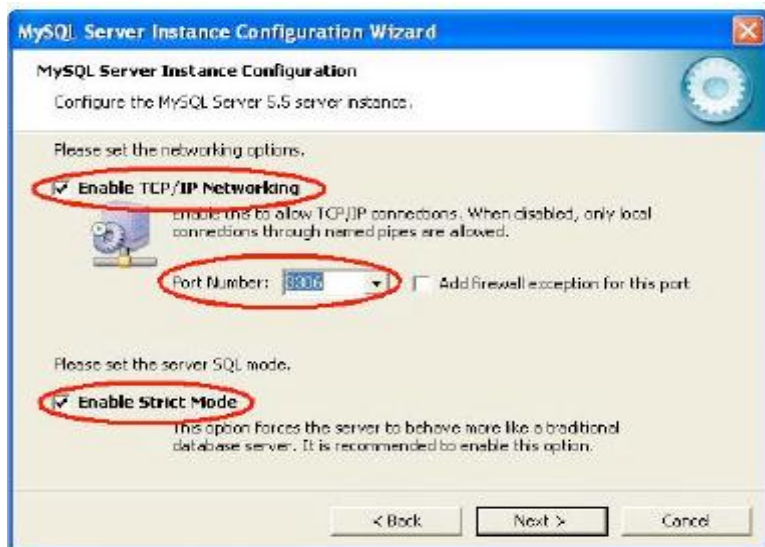 MySQL Server Instance Configuration Wizard
MySQL Server Instance Configuration
Configure the MySQL Server 5.5 server instance.
Please set the networking options.
Enable TCP/IP Networking
Enable this to allow TCP/IP connections. When disabled, only local
connections through named pipes are allowed.
Port Number: 3306 Add firewall exception for this port
Please set the server SQL mode.
Enable Strict Mode
This option forces the server to behave more like a traditional
database server. It is recommended to enable this option.
< Back Next > Cancel